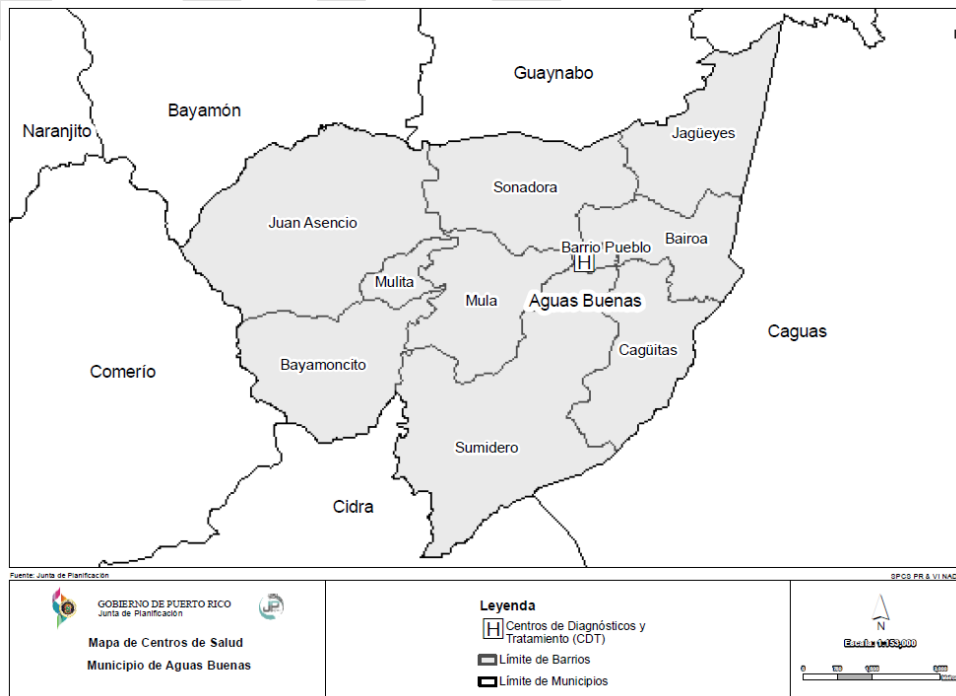 Guaynabo
Bayamón
Naranjito
Jagüeyes
Sonadora
Juan Asencio
Bairoa
Barrio Pueblo
H
Mulita
Mula
Aguas Buenas
Caguas
Cagüitas
Bayamoncito
Comerío
Sumidero
Cidra
Fuente: Junta de Planificación
GOBIERNO DE PUERTO RICO
Junta de Planificación
JP
Mapa de Centros de Salud
Municipio de Aguas Buenas
Leyenda
H Centros de Diagnósticos y
Tratamiento (CDT)
Límite de Barrios
Límite de Municipios
N